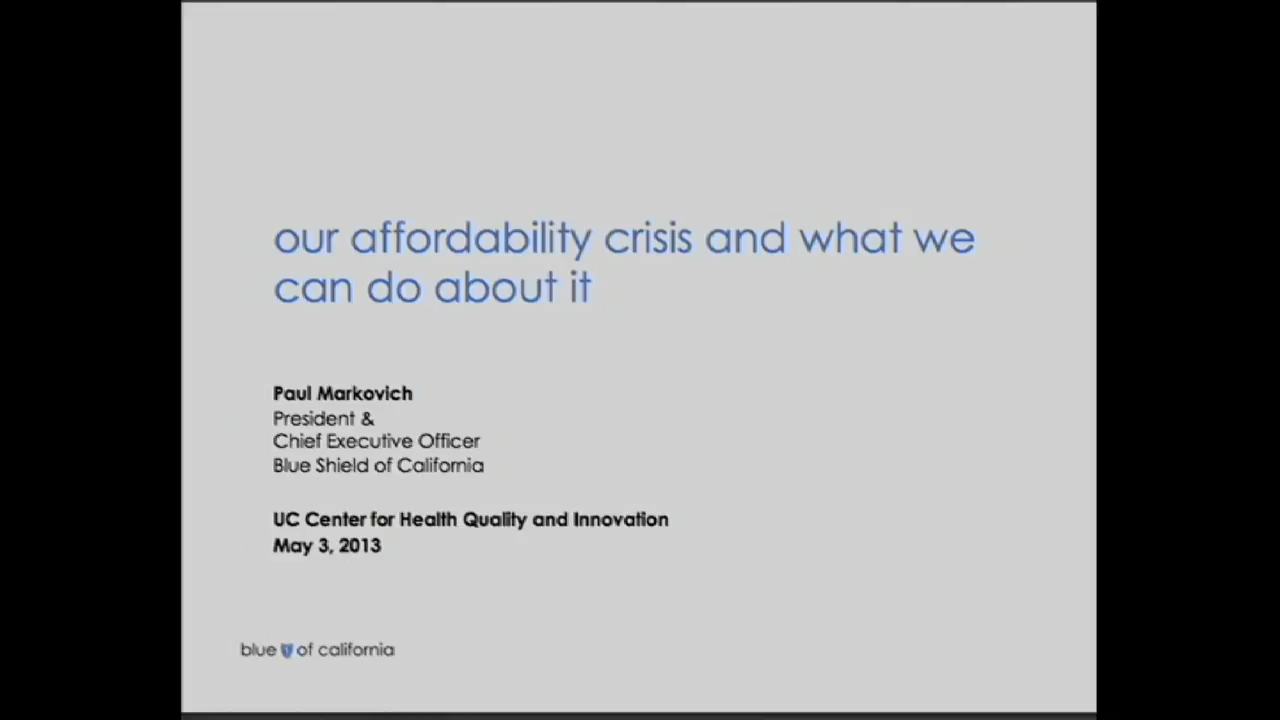 our affordability crisis and what we
can do about it
Paul Markovich
President &
Chief Executive Officer
Blue Shield of California
UC Center for Health Quality and Innovation
May 3, 2013
blue of california